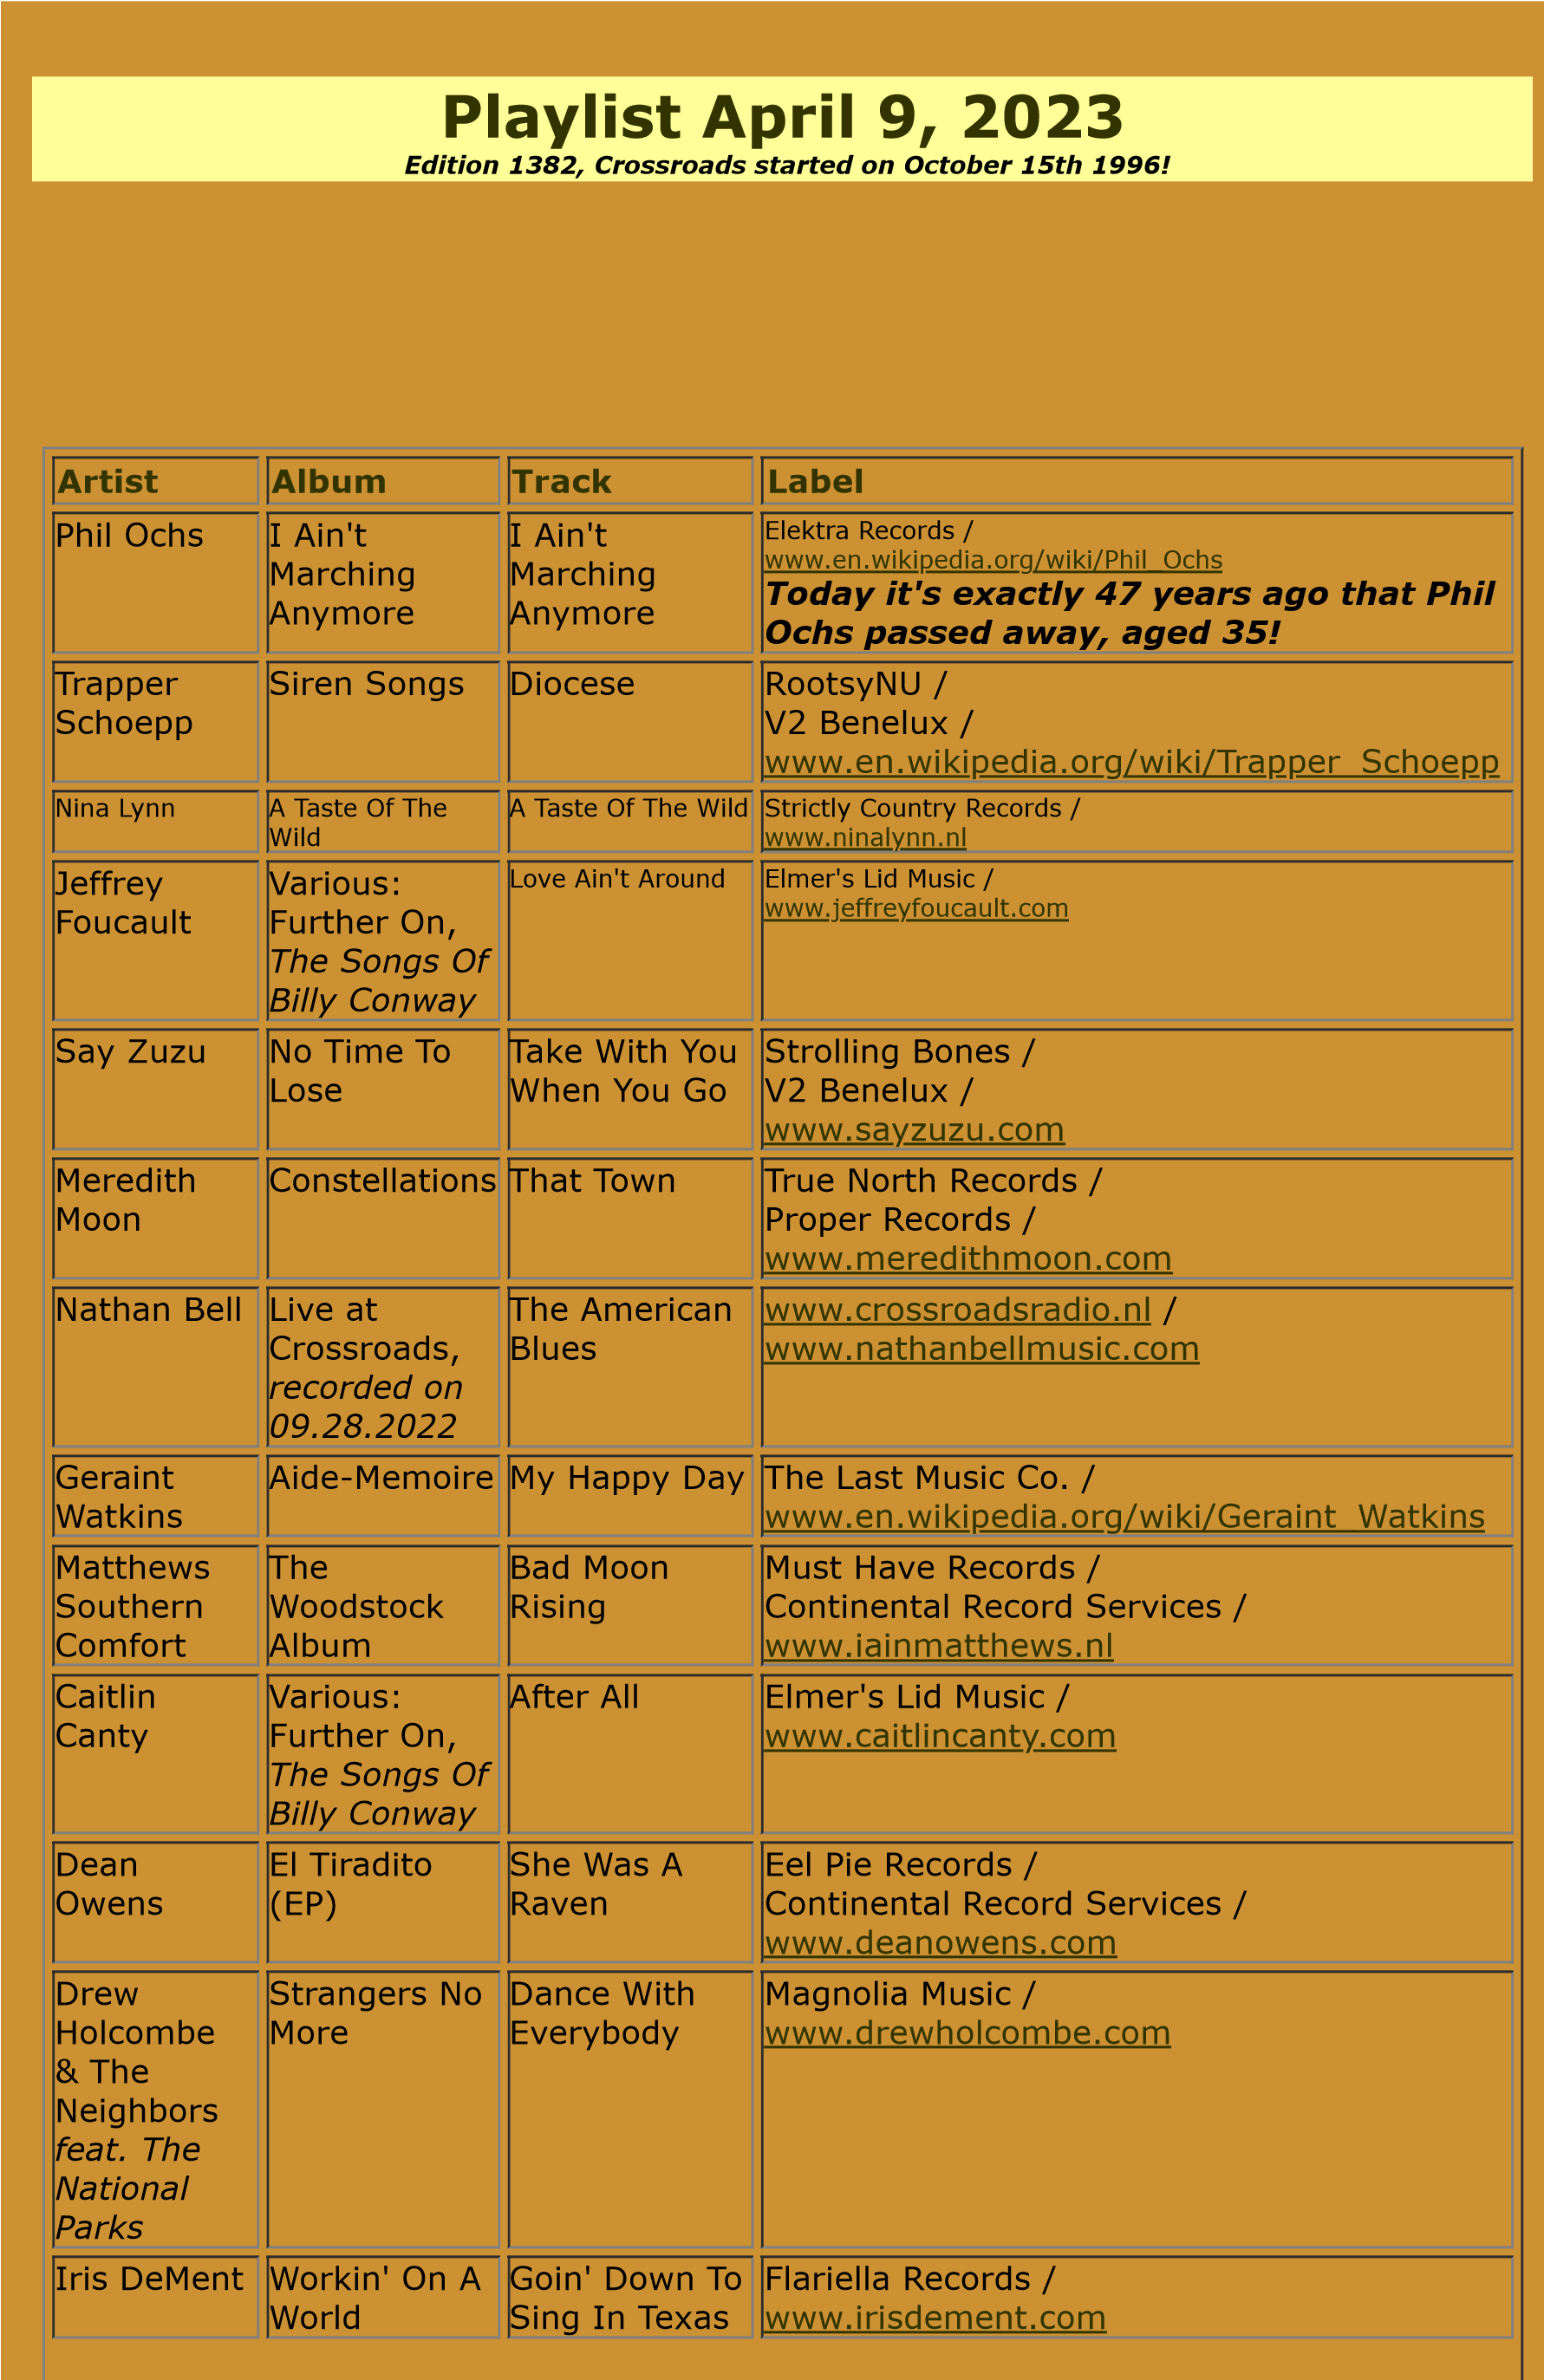 Playlist April 9, 2023
Edition 1382, Crossroads started on October 15th 1996!
Artist
Album
Track
Label
Phil Ochs
I Ain't
Marching
Anymore
I Ain't
Marching
Anymore
Elektra Records /
www.en.wikipedia.org/wiki/Phil_Ochs
Today it's exactly 47 years ago that Phil
Ochs passed away, aged 35!
Trapper
Schoepp
Siren Songs
Diocese
RootsyNU /
V2 Benelux /
www.en.wikipedia.org/wiki/Trapper_Schoepp
Nina Lynn
A Taste Of The
Wild
A Taste Of The Wild
Strictly Country Records /
www.ninalynn.nl
Jeffrey
Foucault
Various:
Further On,
The Songs Of
Billy Conway
Love Ain't Around
Elmer's Lid Music /
www.jeffreyfoucault.com
Say Zuzu
No Time To
Lose
Take With You
When You Go
Strolling Bones /
V2 Benelux /
www.sayzuzu.com
Meredith
Moon
Constellations
That Town
True North Records /
Proper Records /
www.meredithmoon.com
Nathan Bell
Live at
Crossroads,
recorded on
09.28.2022
The American
Blues
www.crossroadsradio.nl /
www.nathanbellmusic.com
Geraint
Watkins
Aide-Memoire
My Happy Day
The Last Music Co. /
www.en.wikipedia.org/wiki/Geraint_Watkins
Matthews
Southern
Comfort
The
Woodstock
Album
Bad Moon
Rising
Must Have Records /
Continental Record Services /
www.iainmatthews.nl
Caitlin
Canty
Various:
Further On,
The Songs Of
Billy Conway
After All
Elmer's Lid Music /
www.caitlincanty.com
Dean
Owens
El Tiradito
(EP)
She Was A
Raven
Eel Pie Records /
Continental Record Services /
www.deanowens.com
Drew
Holcombe
& The
Neighbors
feat. The
National
Parks
Strangers No
More
Dance With
Everybody
Magnolia Music /
www.drewholcombe.com
Iris DeMent
Workin' On A
World
Goin' Down To
Sing In Texas
Flariella Records /
www.irisdement.com